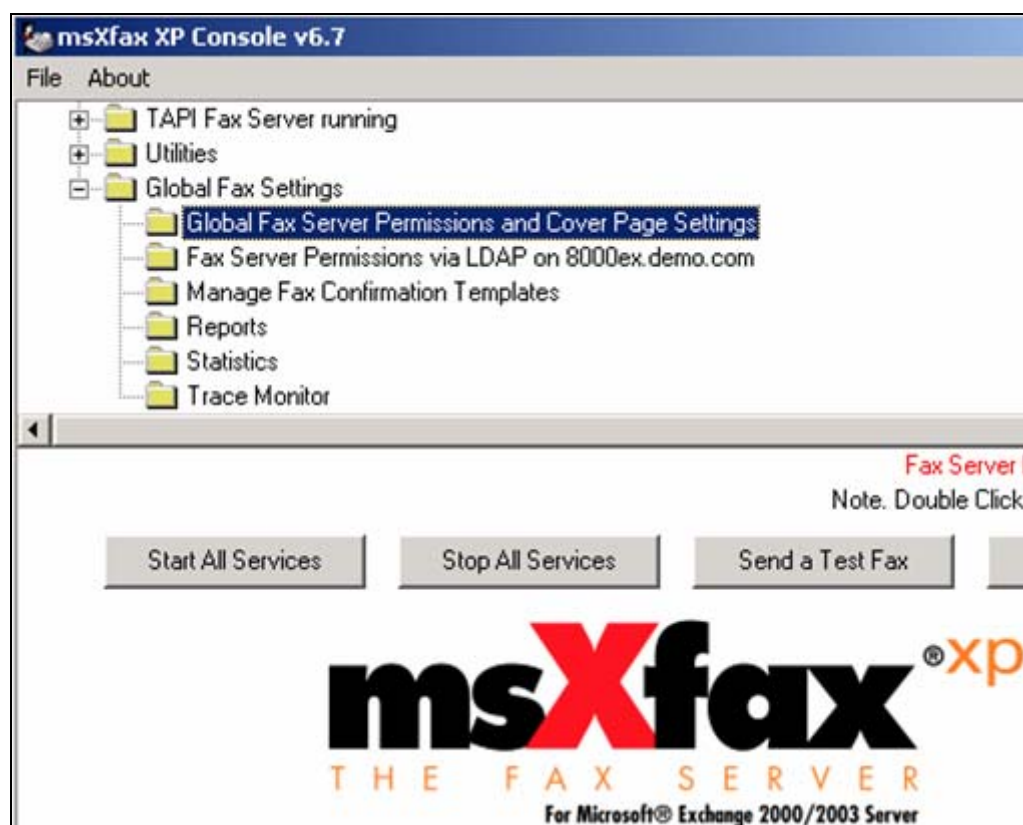 msXfax XP Console v6.7
File About
TAPI Fax Server running
Utilities
Global Fax Settings
Global Fax Server Permissions and Cover Page Settings
Fax Server Permissions via LDAP on 8000ex.demo.com
Manage Fax Confirmation Templates
Reports
Statistics
Trace Monitor
Fax Server
Note. Double Click
Start All Services Stop All Services Send a Test Fax
msXfax®xp
THE FAX SERVER
For Microsoft® Exchange 2000/2003 Server